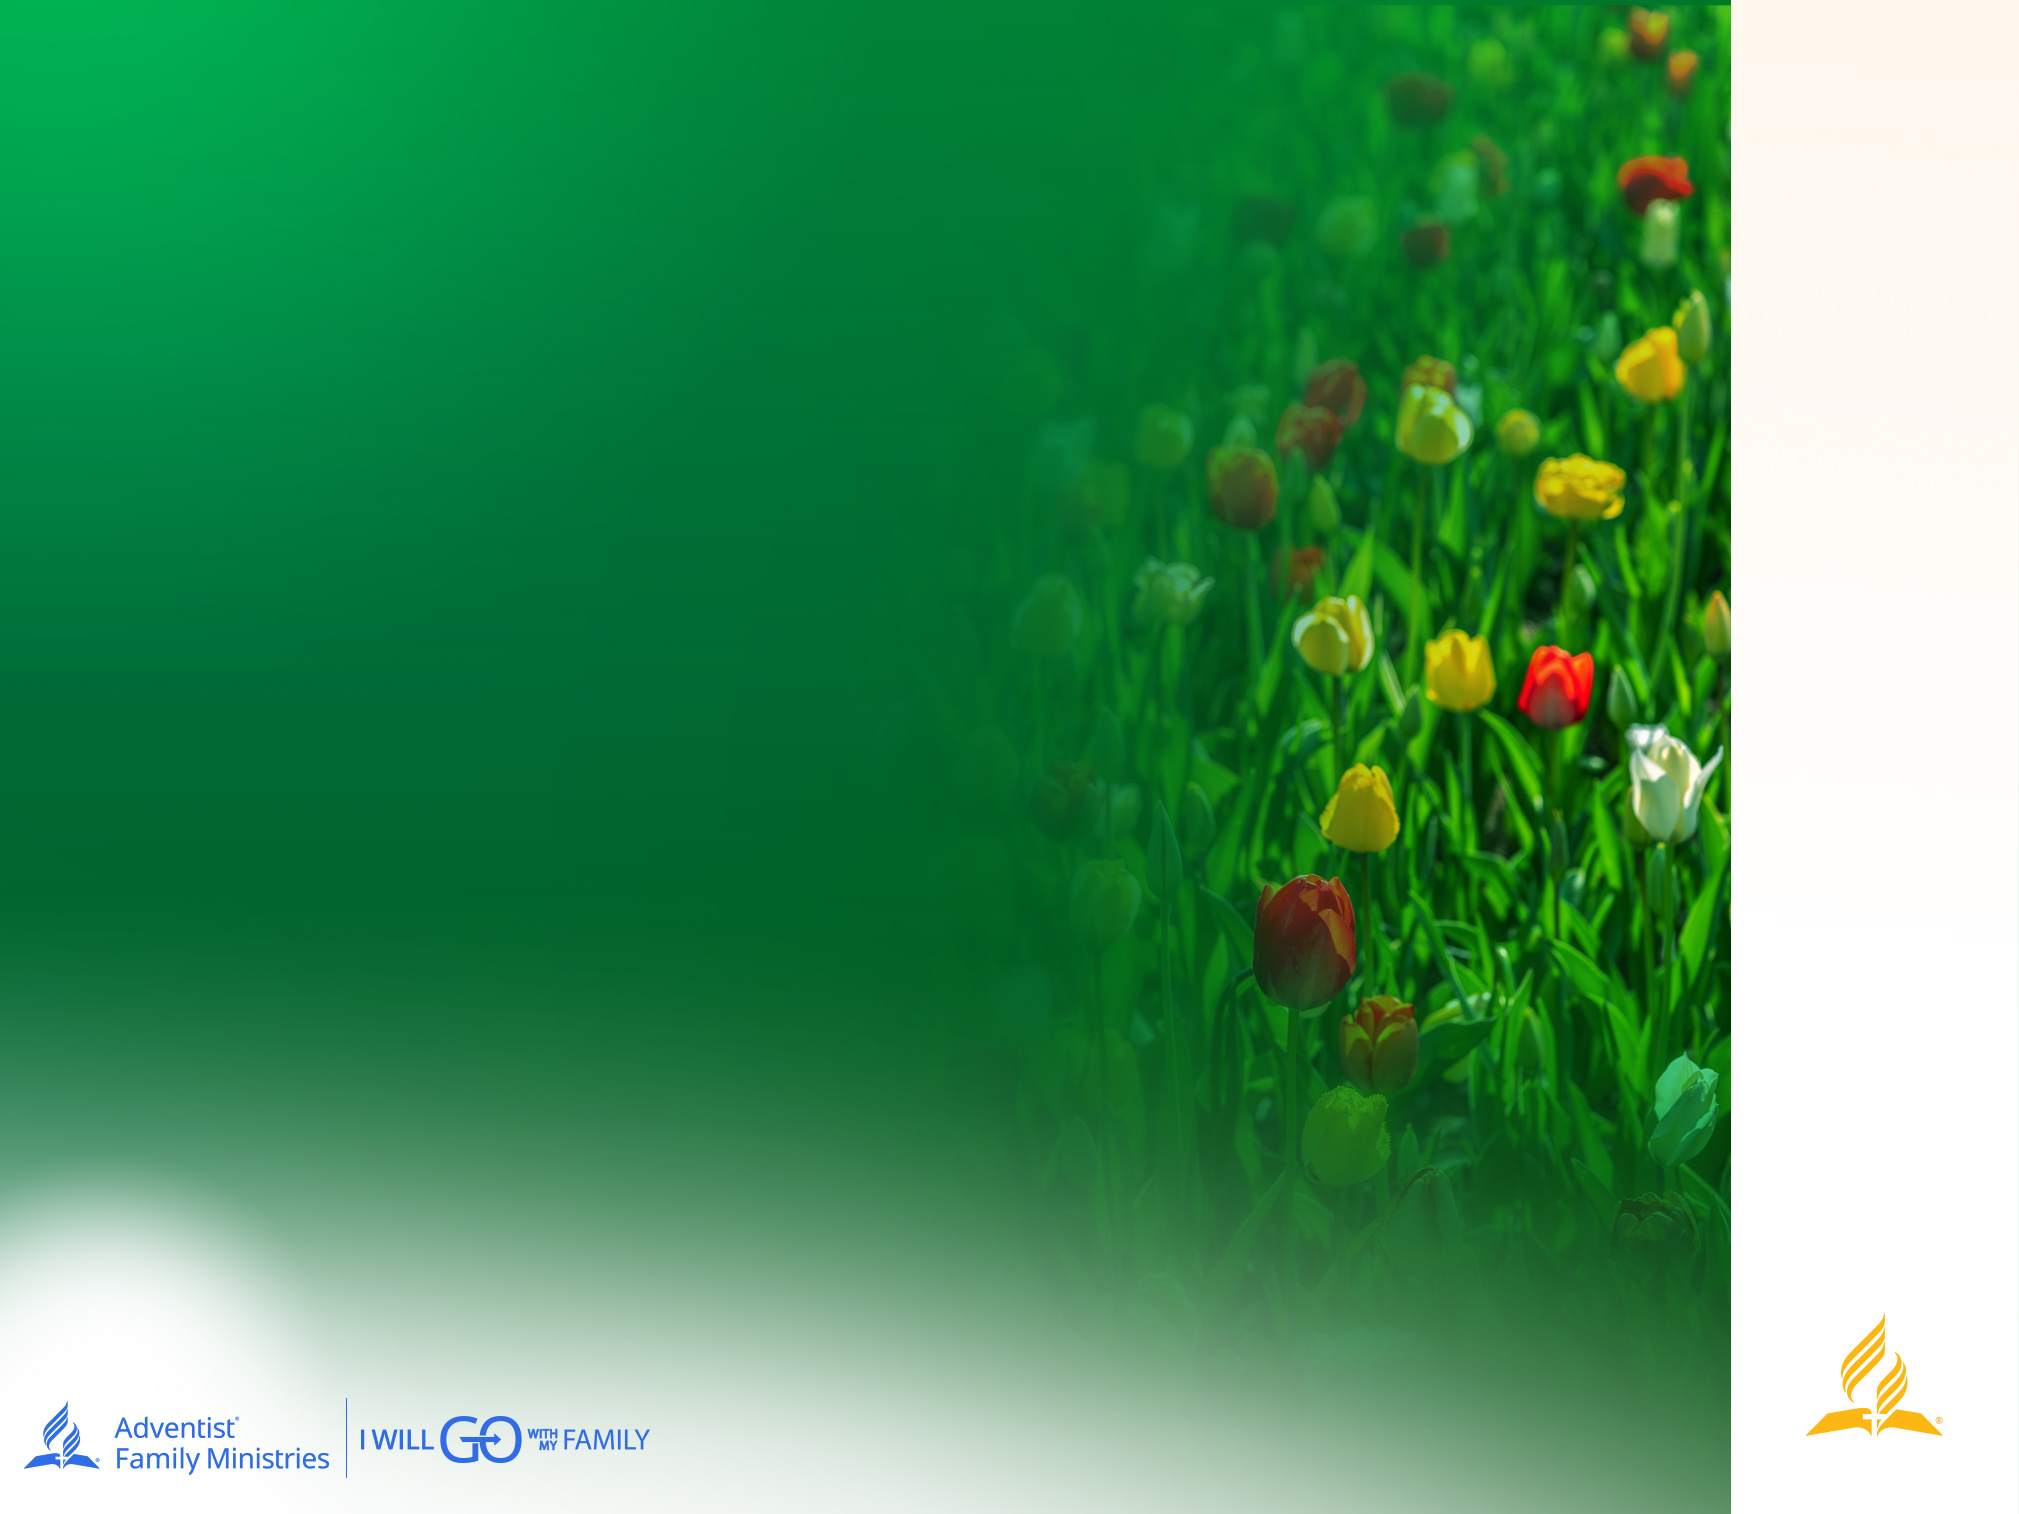 Adventist®
Family Ministries
I WILL GO WITH MY FAMILY
®